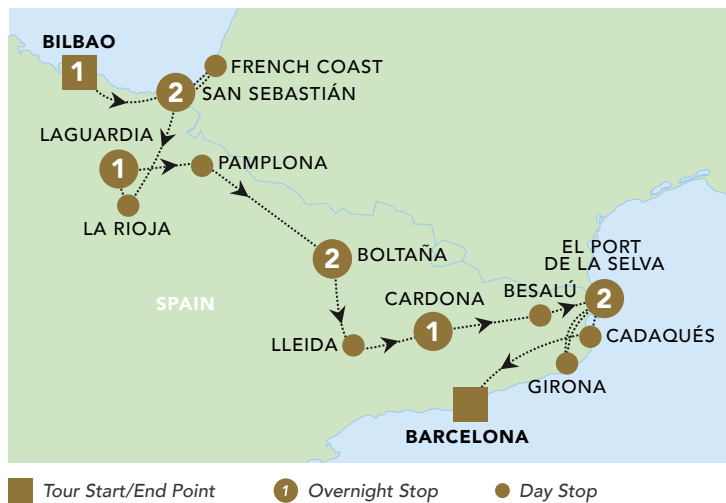 BILBAO
1
FRENCH COAST
2
SAN SEBASTIÁN
LAGUARDIA
1
PAMPLONA
LA RIOJA
2
BOLTAÑA
EL PORT
DE LA SELVA
SPAIN
CARDONA
BESALÚ
2
1
LLEIDA
CADAQUÉS
GIRONA
BARCELONA
Tour Start/End Point
1 Overnight Stop
Day Stop